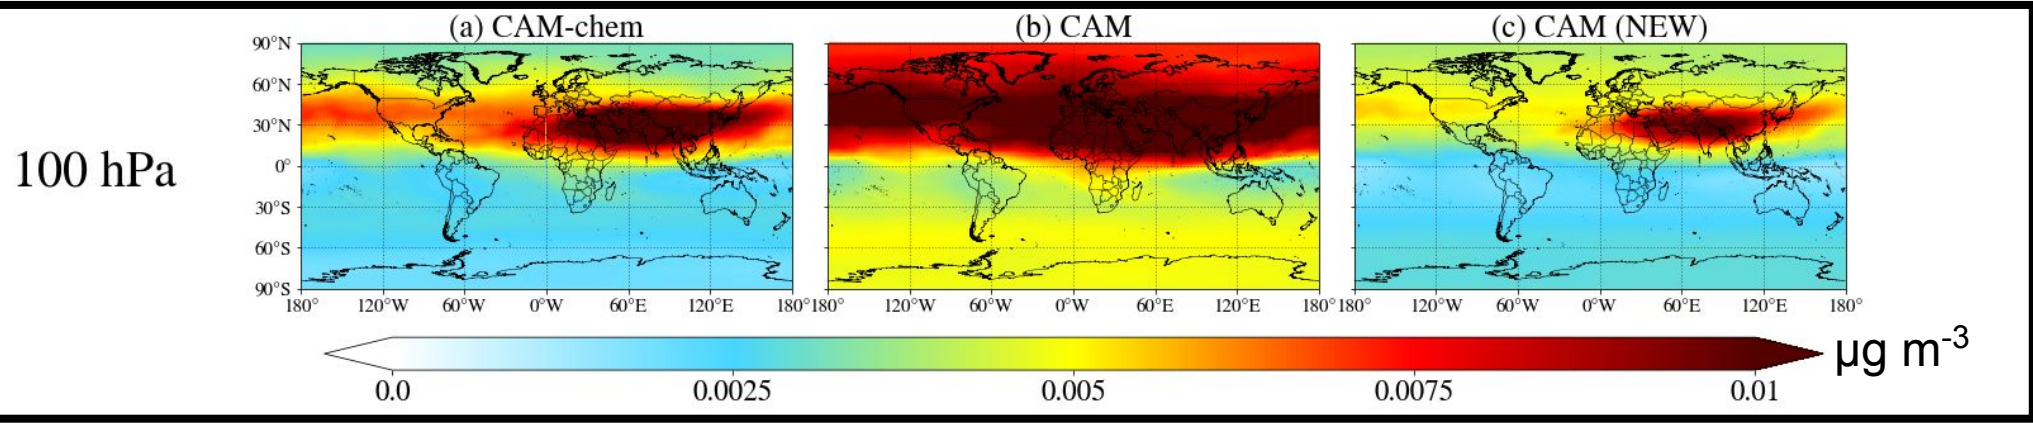 (a) CAM-chem (b) CAM (c) CAM (NEW)
90°N
60°N
30°N
0°
30°S
60°S
90°S
100 hPa
180° 120°W 60°W 0°W 60°E 120°E 180° 180° 120°W 60°W 0°W 60°E 120°E 180° 180° 120°W 60°W 0°W 60°E 120°E 180°
µg m⁻³
0.0 0.0025 0.005 0.0075 0.01